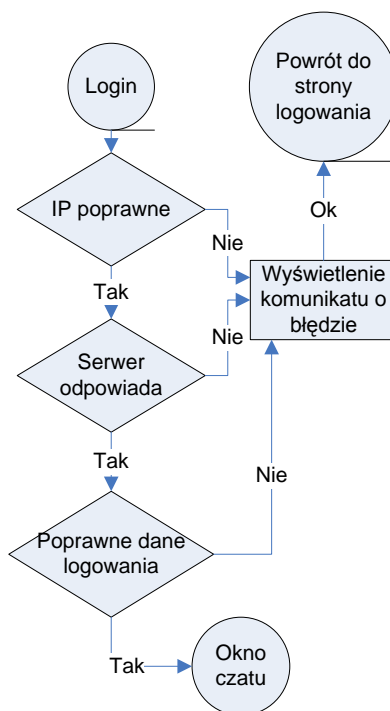 Login
Powrót do
strony
logowania
IP poprawne
Nie
Ok
Tak
Wyświetlenie
komunikatu o
błędzie
Serwer
odpowiada
Nie
Tak
Nie
Poprawne dane
logowania
Tak
Okno
czatu